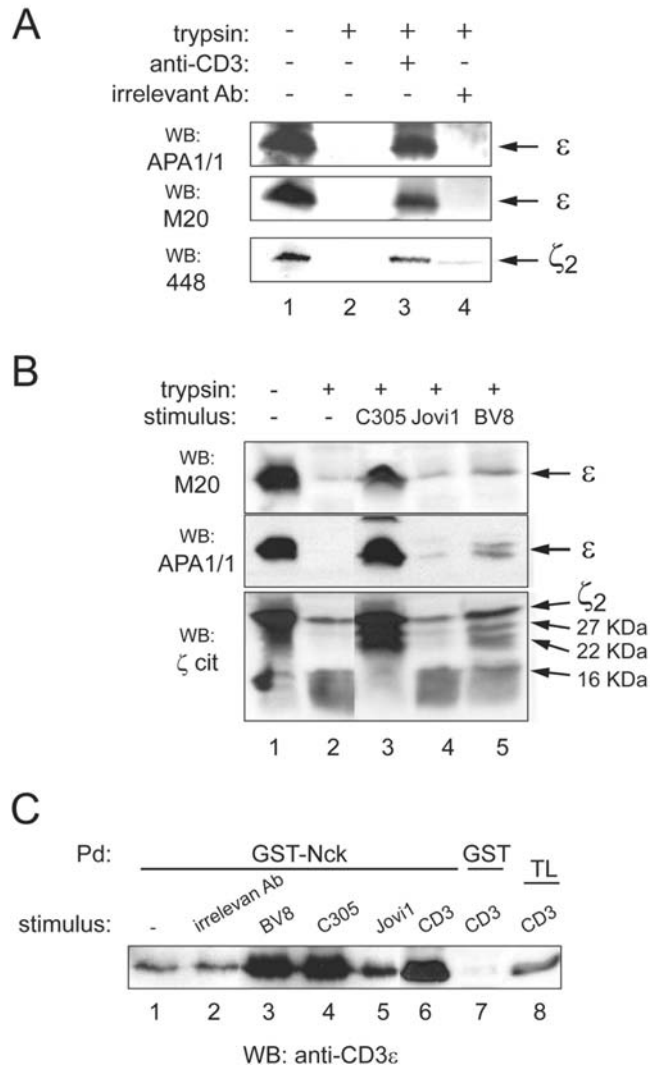 A
trypsin: - + + +
anti-CD3: - - + -
irrelevant Ab: - - - +
WB: APA1/1 ε
WB: M20 ε
WB: 448 ζ2
1 2 3 4
B
trypsin: - + + + +
stimulus: - - C305 Jovi1 BV8
WB: M20 ε
WB: APA1/1 ε
ζ2
WB: ζ cit 27 KDa
22 KDa
16 KDa
1 2 3 4 5
C
Pd: GST-Nck GST TL
stimulus: - irrelevan Ab BV8 C305 Jovi1 CD3 CD3 CD3
1 2 3 4 5 6 7 8
WB: anti-CD3ε